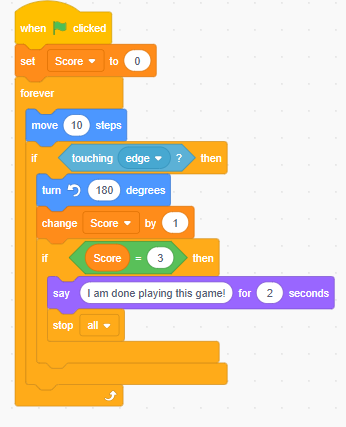 when clicked
set Score to 0
forever
move 10 steps
if touching edge ? then
turn 180 degrees
change Score by 1
if Score = 3 then
say I am done playing this game! for 2 seconds
stop all